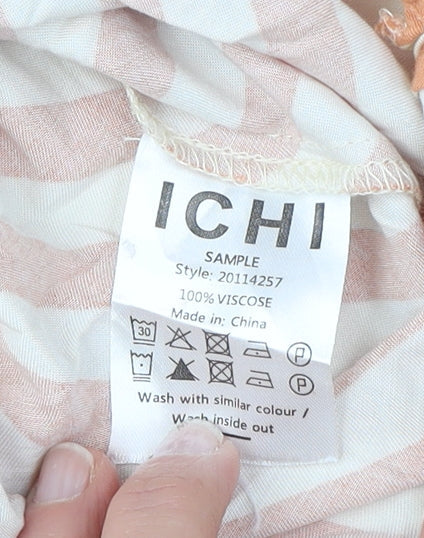 ICHI
SAMPLE
Style: 20114257
100% VISCOSE
Made in: China
30 P
P
Wash with similar colour /
Wash inside out